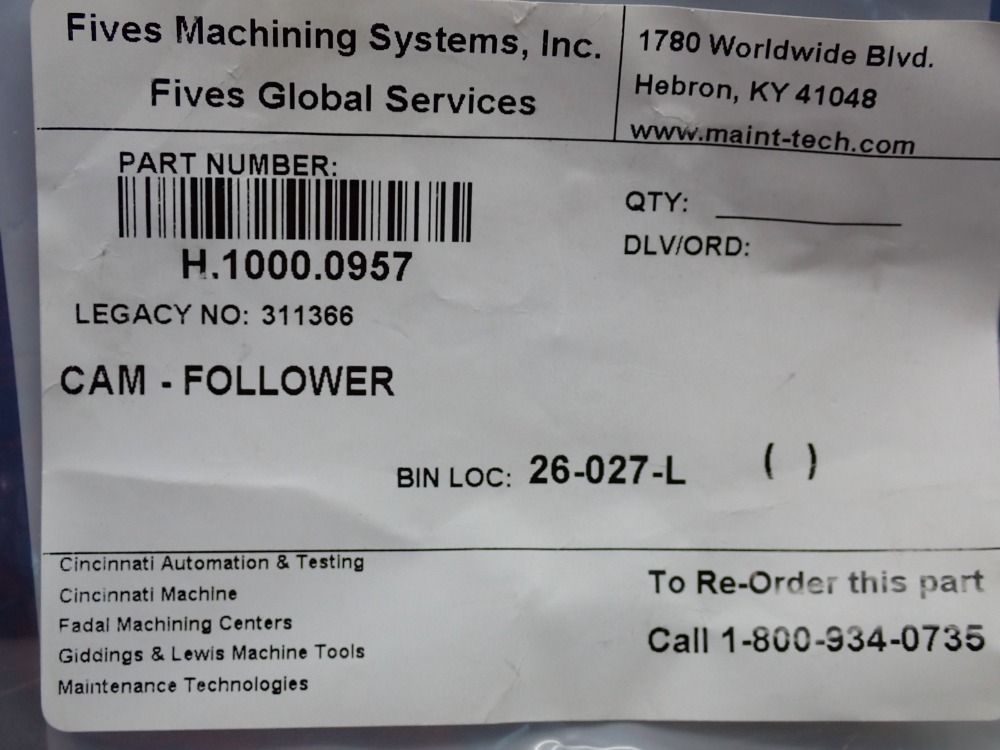 Fives Machining Systems, Inc.
Fives Global Services
1780 Worldwide Blvd.
Hebron, KY 41048
www.maint-tech.com
PART NUMBER:
H.1000.0957
LEGACY NO: 311366
CAM - FOLLOWER
QTY:
DLV/ORD:
BIN LOC: 26-027-L ( )
Cincinnati Automation & Testing
Cincinnati Machine
Fadal Machining Centers
Giddings & Lewis Machine Tools
Maintenance Technologies
To Re-Order this part
Call 1-800-934-0735